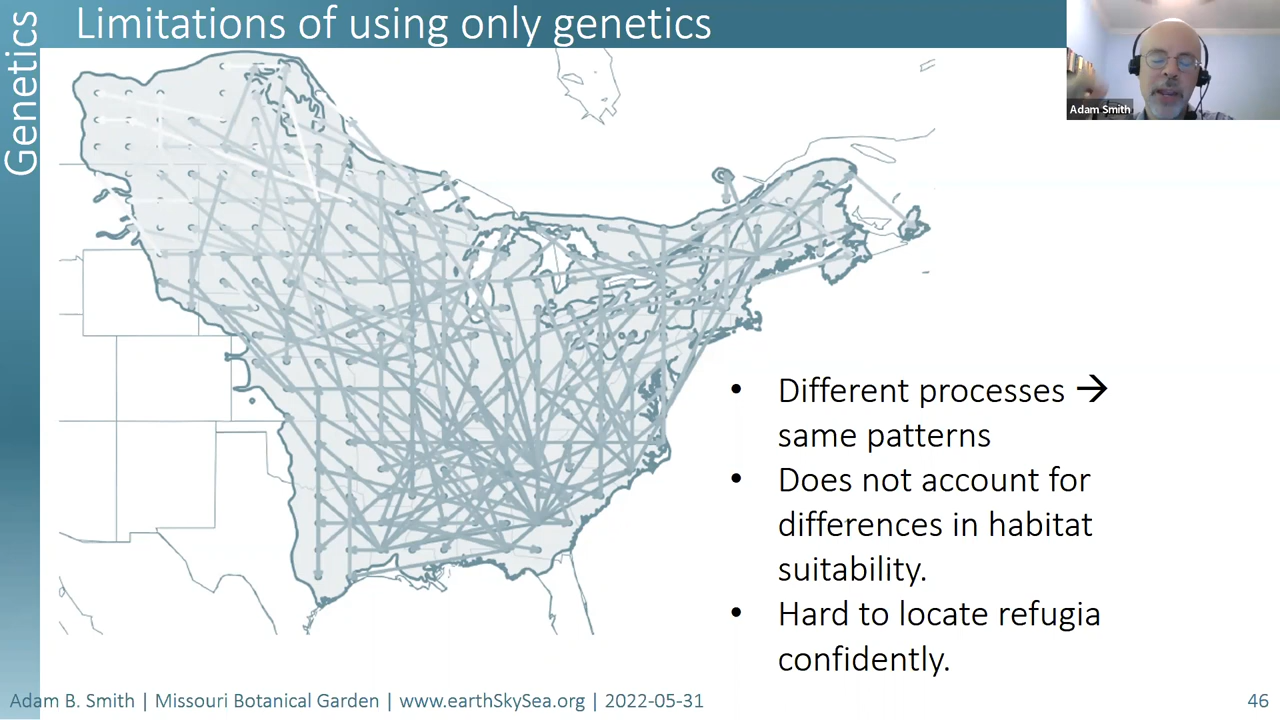 Genetics
Limitations of using only genetics
Adam Smith
• Different processes →
same patterns
• Does not account for
differences in habitat
suitability.
• Hard to locate refugia
confidently.
Adam B. Smith | Missouri Botanical Garden | www.earthSkySea.org | 2022-05-31
46